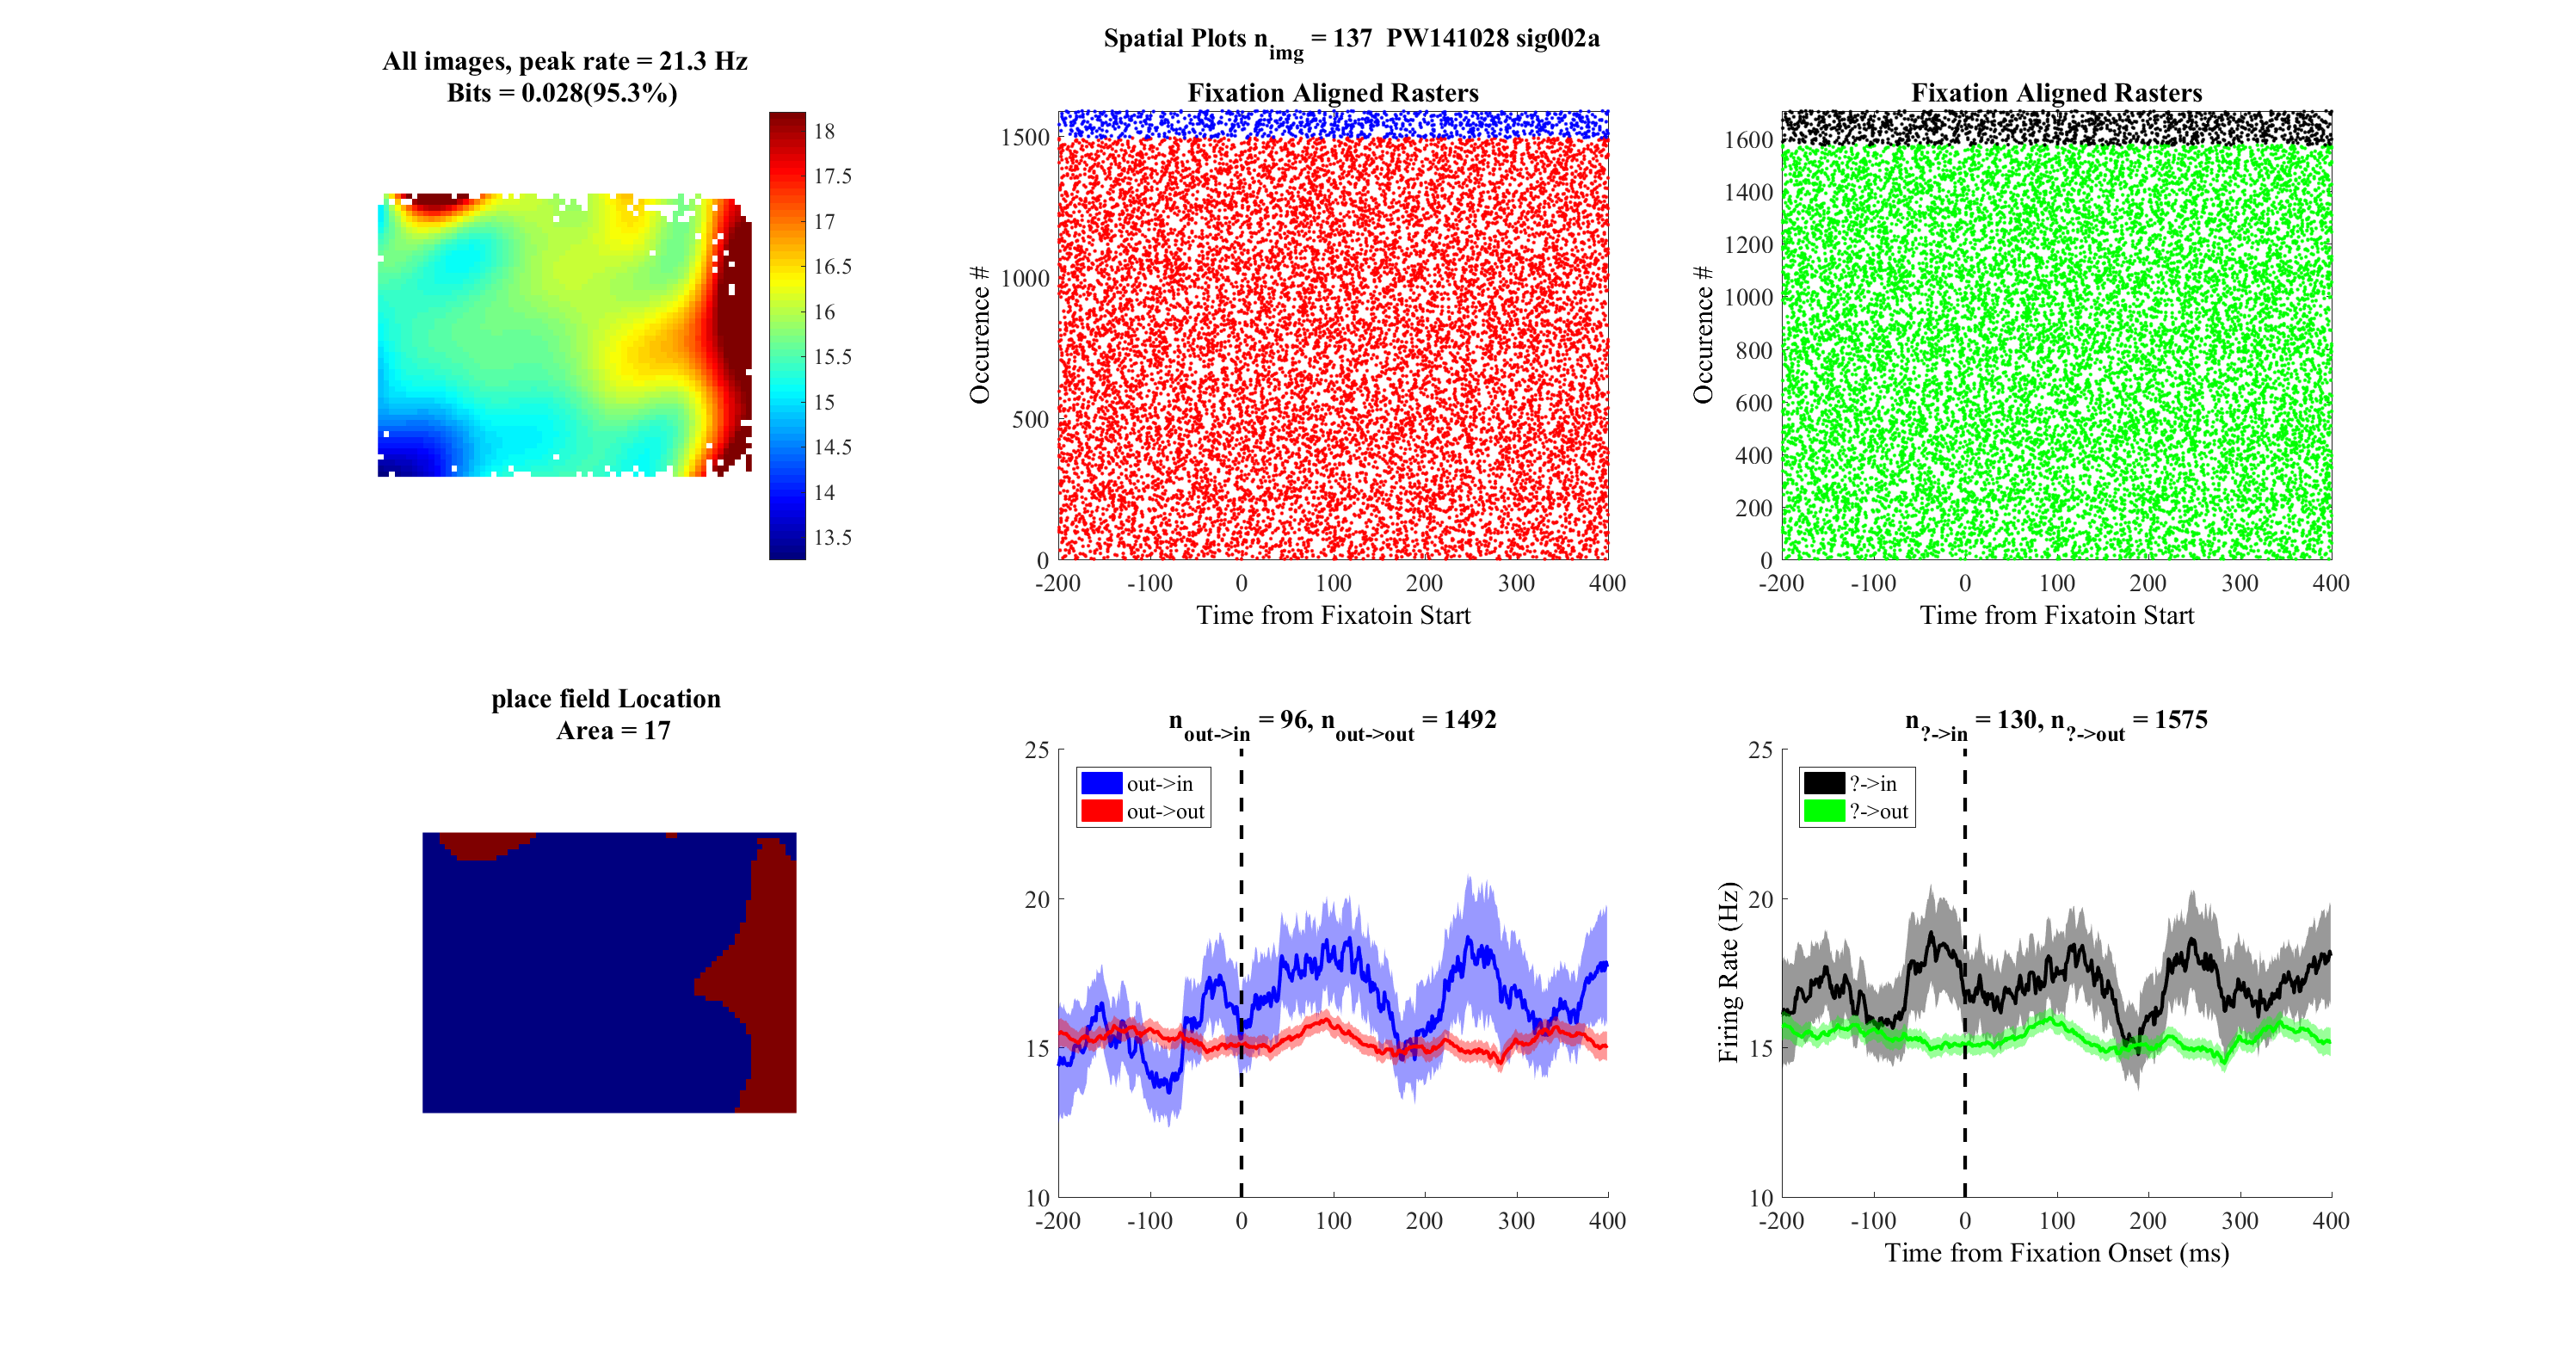 Spatial Plots n_img = 137 PW141028 sig002a
All images, peak rate = 21.3 Hz
Bits = 0.028(95.3%)
18
17.5
17
16.5
16
15.5
15
14.5
14
13.5
Fixation Aligned Rasters
Occurence #
1500
1000
500
0
-200 -100 0 100 200 300 400
Time from Fixatoin Start
Fixation Aligned Rasters
Occurence #
1600
1400
1200
1000
800
600
400
200
0
-200 -100 0 100 200 300 400
Time from Fixatoin Start
place field Location
Area = 17
n_out->in = 96, n_out->out = 1492
25
20
15
10
out->in
out->out
-200 -100 0 100 200 300 400
n_?->in = 130, n_?->out = 1575
Firing Rate (Hz)
25
20
15
10
?->in
?->out
-200 -100 0 100 200 300 400
Time from Fixation Onset (ms)